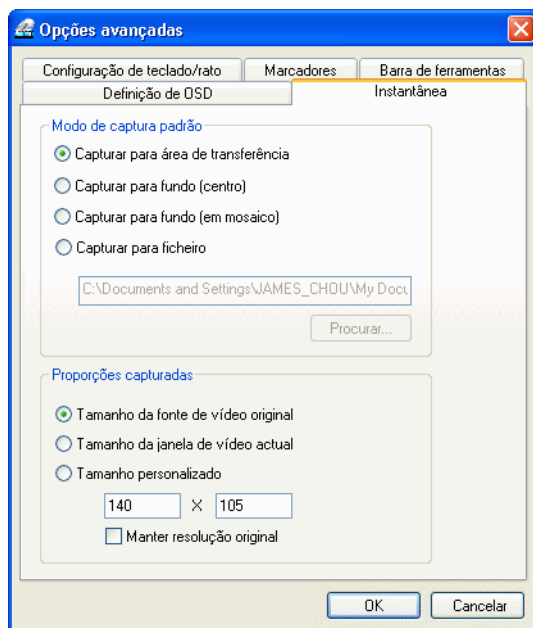 Opções avançadas
Configuração de teclado/rato
Marcadores
Barra de ferramentas
Definição de OSD
Instantânea
Modo de captura padrão
Capturar para área de transferência
Capturar para fundo (centro)
Capturar para fundo (em mosaico)
Capturar para ficheiro
C:\Documents and Settings\JAMES_CHOU\My Docu
Procurar...
Proporções capturadas
Tamanho da fonte de vídeo original
Tamanho da janela de vídeo actual
Tamanho personalizado
140 X 105
Manter resolução original
OK
Cancelar